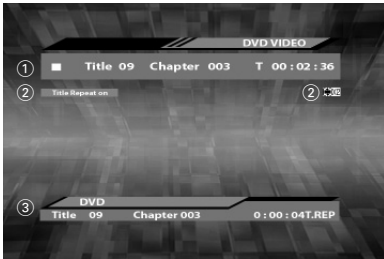 DVD VIDEO
1 Title 09 Chapter 003 T 00 : 02 : 36
2 Title Repeat on 2
DVD
3 Title 09 Chapter 003 0 : 00 : 04T.REP